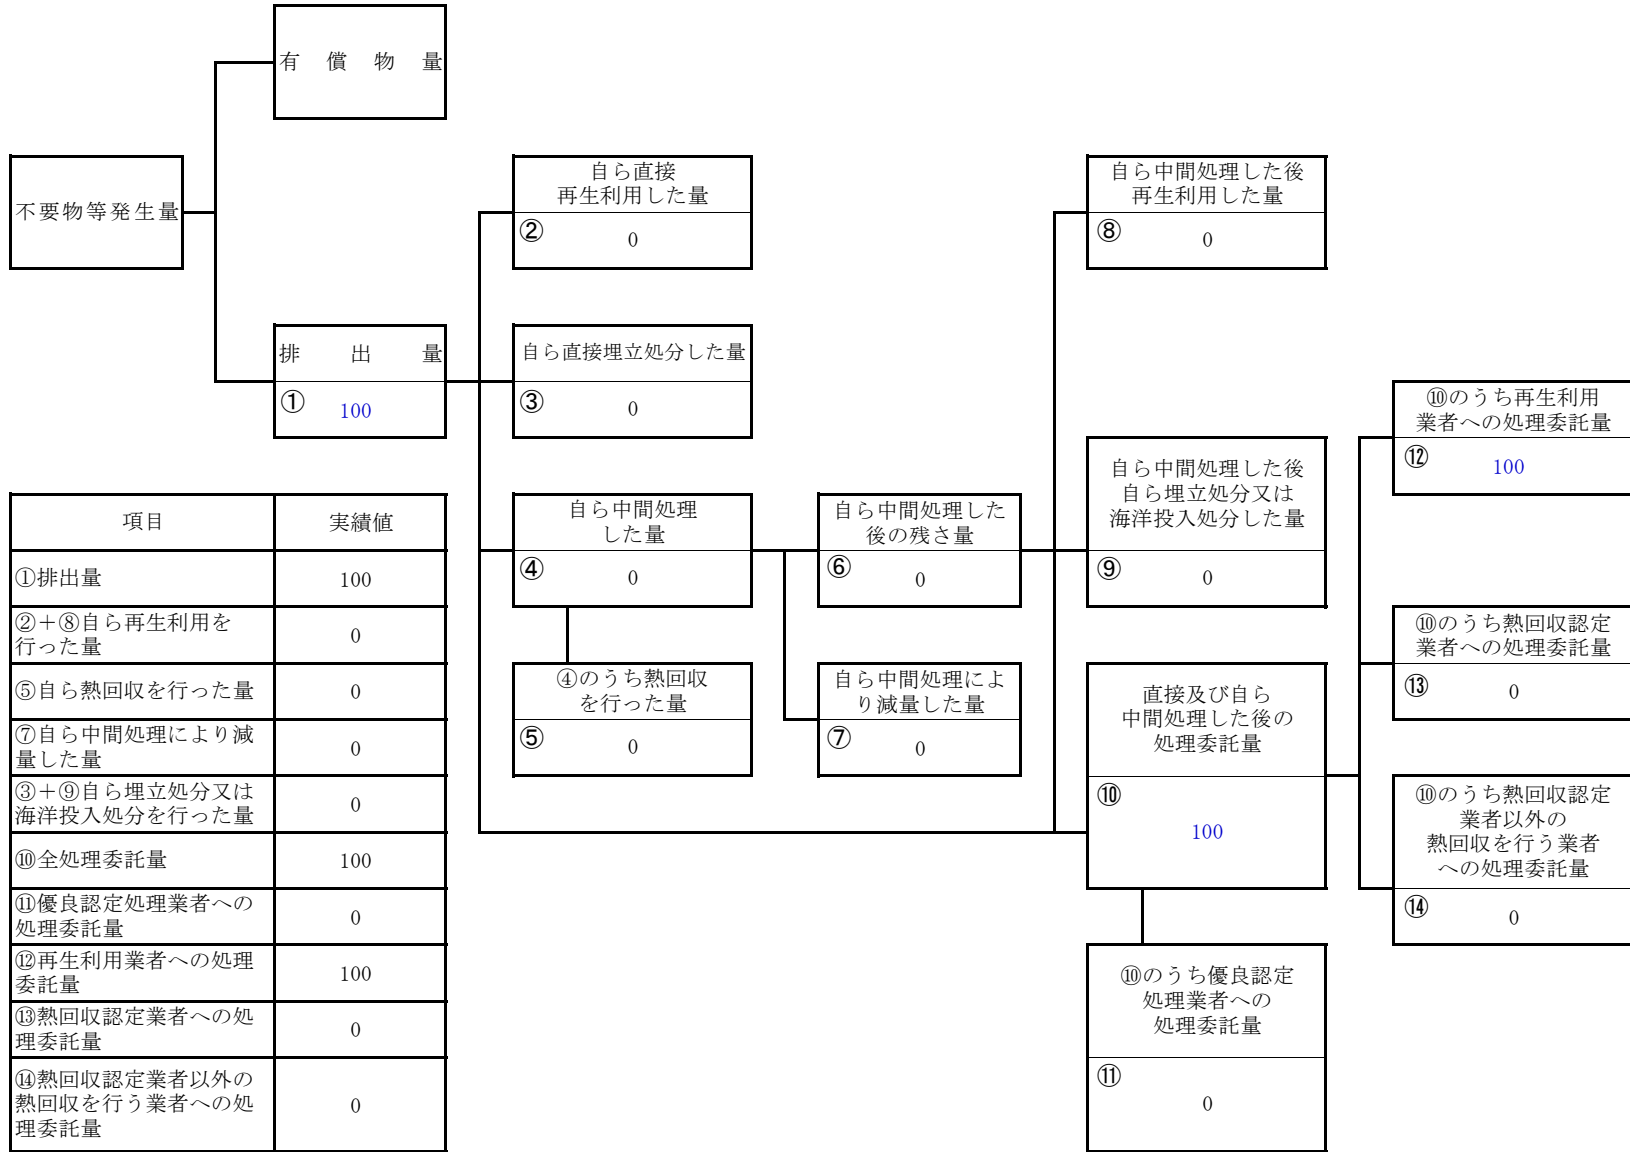 有償物量
不要物等発生量
排出量
① 100
自ら直接
再生利用した量
② 0
自ら直接埋立処分した量
③ 0
自ら中間処理
した量
④ 0
④のうち熱回収
を行った量
⑤ 0
自ら中間処理した
後の残さ量
⑥ 0
自ら中間処理によ
り減量した量
⑦ 0
自ら中間処理した後
再生利用した量
⑧ 0
自ら中間処理した後
自ら埋立処分又は
海洋投入処分した量
⑨ 0
直接及び自ら
中間処理した後の
処理委託量
⑩
100
⑩のうち優良認定
処理業者への
処理委託量
⑪
0
⑩のうち再生利用
業者への処理委託量
⑫ 100
⑩のうち熱回収認定
業者への処理委託量
⑬ 0
⑩のうち熱回収認定
業者以外の
熱回収を行う業者
への処理委託量
⑭ 0
項目 実績値
①排出量 100
②＋⑧自ら再生利用を
行った量 0
⑤自ら熱回収を行った量 0
⑦自ら中間処理により減
量した量 0
③＋⑨自ら埋立処分又は
海洋投入処分を行った量 0
⑩全処理委託量 100
⑪優良認定処理業者への
処理委託量 0
⑫再生利用業者への処理
委託量 100
⑬熱回収認定業者への処
理委託量 0
⑭熱回収認定業者以外の
熱回収を行う業者への処 0
理委託量